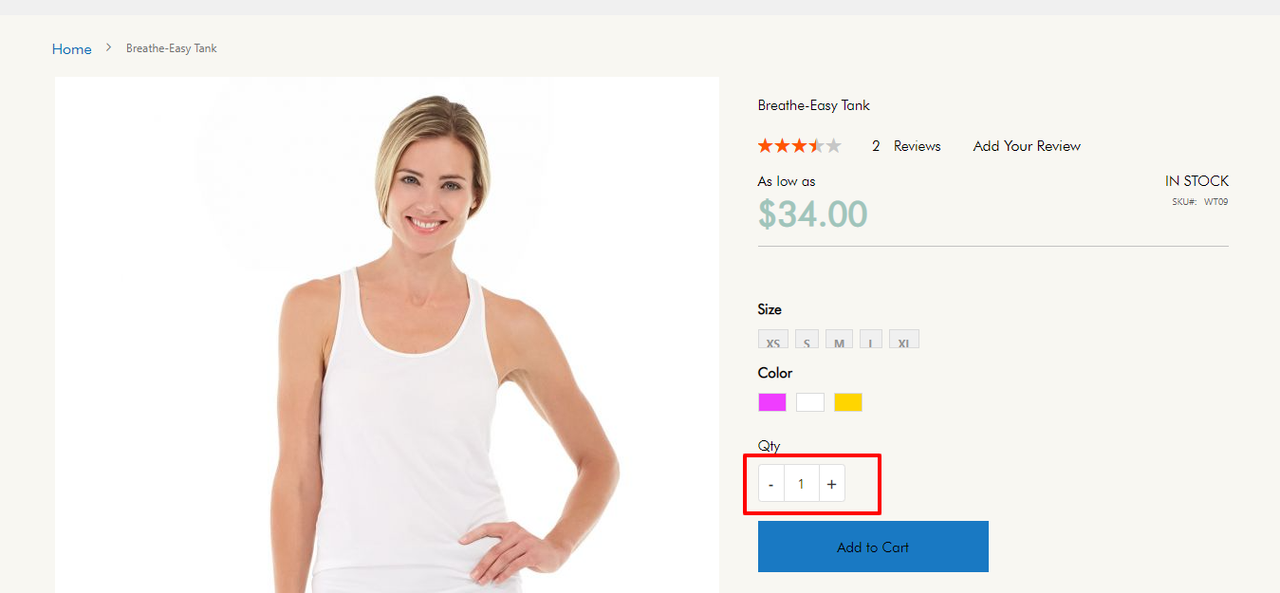 Home > Breathe-Easy Tank
Breathe-Easy Tank
2 Reviews Add Your Review
As low as
IN STOCK
$34.00
SKU#: WT09
Size
XS S M L XL
Color
Qty
- 1 +
Add to Cart